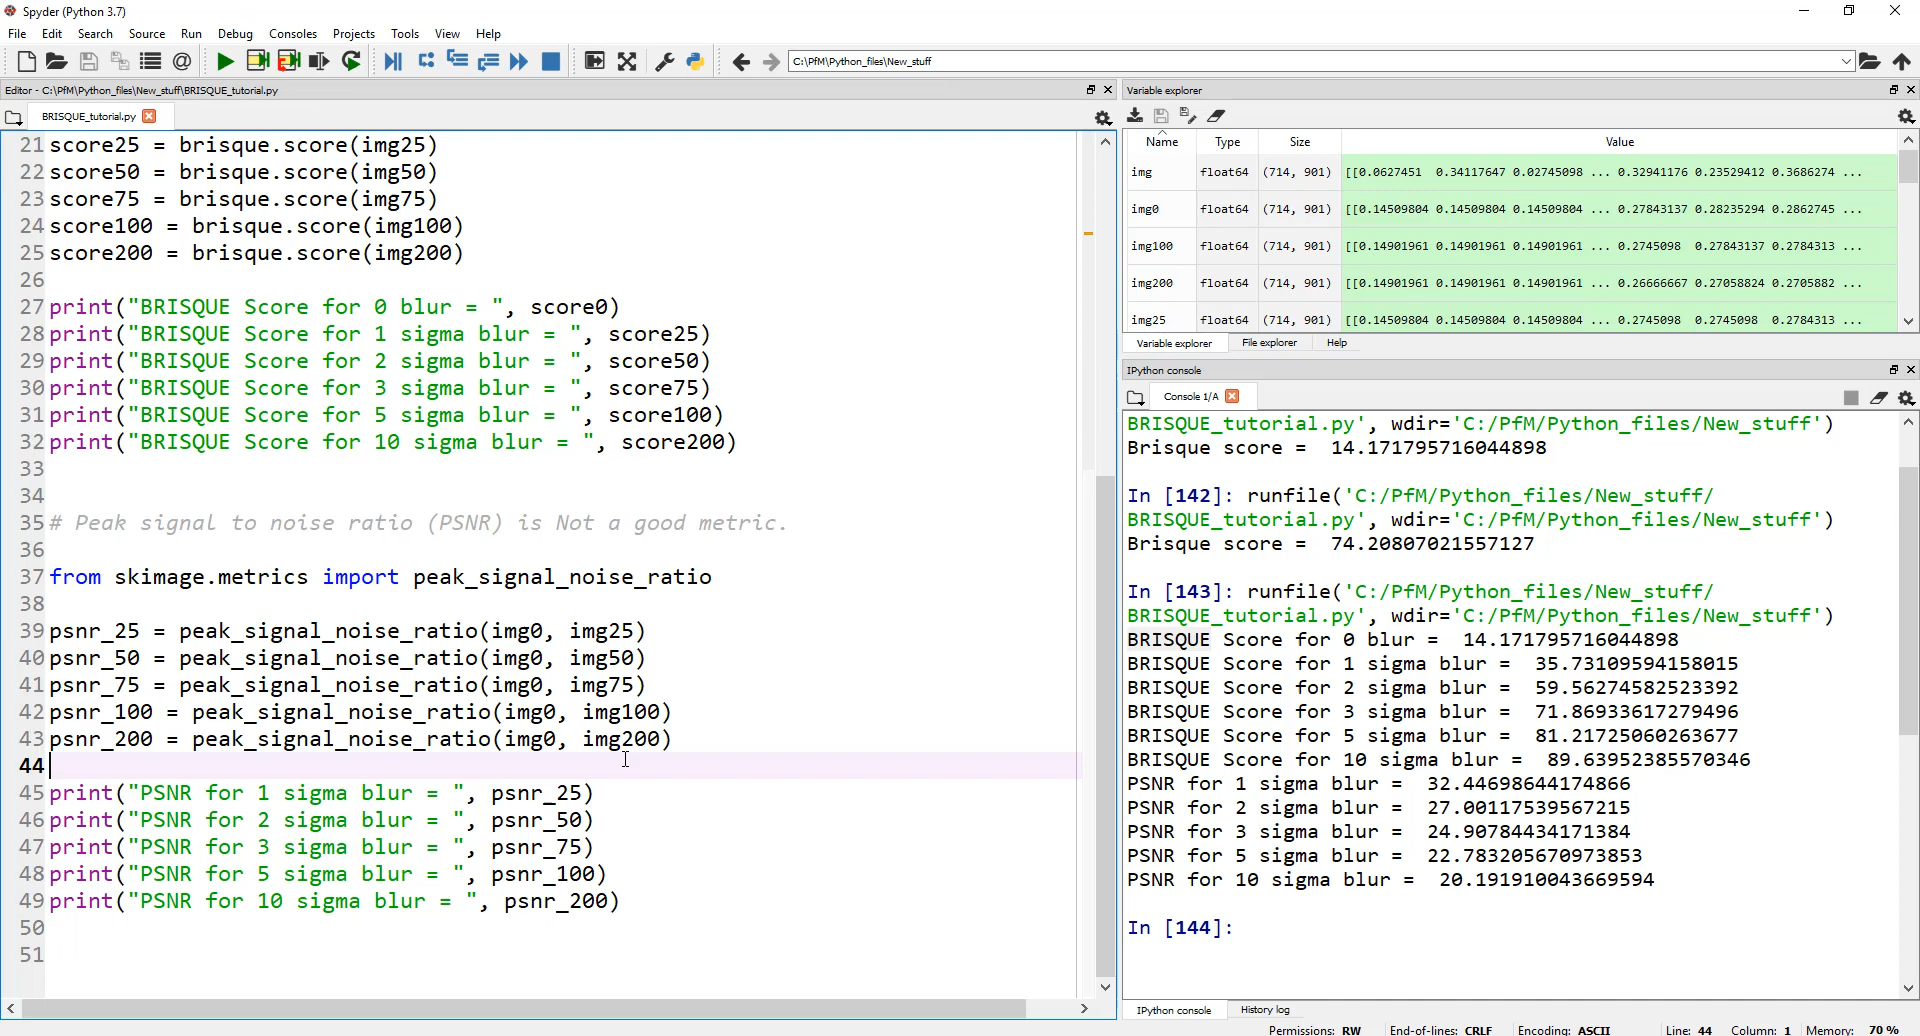 Spyder (Python 3.7)
File Edit Search Source Run Debug Consoles Projects Tools View Help
C:\PfM\Python_files\New_stuff
Editor - C:\PfM\Python_files\New_stuff\BRISQUE_tutorial.py
BRISQUE_tutorial.py
21 score25 = brisque.score(img25)
22 score50 = brisque.score(img50)
23 score75 = brisque.score(img75)
24 score100 = brisque.score(img100)
25 score200 = brisque.score(img200)
26
27 print("BRISQUE Score for 0 blur = ", score0)
28 print("BRISQUE Score for 1 sigma blur = ", score25)
29 print("BRISQUE Score for 2 sigma blur = ", score50)
30 print("BRISQUE Score for 3 sigma blur = ", score75)
31 print("BRISQUE Score for 5 sigma blur = ", score100)
32 print("BRISQUE Score for 10 sigma blur = ", score200)
33
34
35 # Peak signal to noise ratio (PSNR) is Not a good metric.
36
37 from skimage.metrics import peak_signal_noise_ratio
38
39 psnr_25 = peak_signal_noise_ratio(img0, img25)
40 psnr_50 = peak_signal_noise_ratio(img0, img50)
41 psnr_75 = peak_signal_noise_ratio(img0, img75)
42 psnr_100 = peak_signal_noise_ratio(img0, img100)
43 psnr_200 = peak_signal_noise_ratio(img0, img200)
44
45 print("PSNR for 1 sigma blur = ", psnr_25)
46 print("PSNR for 2 sigma blur = ", psnr_50)
47 print("PSNR for 3 sigma blur = ", psnr_75)
48 print("PSNR for 5 sigma blur = ", psnr_100)
49 print("PSNR for 10 sigma blur = ", psnr_200)
50
51
Variable explorer
Name Type Size Value
img float64 (714, 901) [[0.0627451 0.34117647 0.02745098 ... 0.32941176 0.23529412 0.3686274 ...
img0 float64 (714, 901) [[0.14509804 0.14509804 0.14509804 ... 0.27843137 0.28235294 0.2862745 ...
img100 float64 (714, 901) [[0.14901961 0.14901961 0.14901961 ... 0.2745098 0.27843137 0.2784313 ...
img200 float64 (714, 901) [[0.14901961 0.14901961 0.14901961 ... 0.26666667 0.27058824 0.2705882 ...
img25 float64 (714, 901) [[0.14509804 0.14509804 0.14509804 ... 0.2745098 0.2745098 0.2784313 ...
Variable explorer File explorer Help
IPython console
Console 1/A
BRISQUE_tutorial.py', wdir='C:/PfM/Python_files/New_stuff')
Brisque score = 14.171795716044898
In [142]: runfile('C:/PfM/Python_files/New_stuff/
BRISQUE_tutorial.py', wdir='C:/PfM/Python_files/New_stuff')
Brisque score = 74.20807021557127
In [143]: runfile('C:/PfM/Python_files/New_stuff/
BRISQUE_tutorial.py', wdir='C:/PfM/Python_files/New_stuff')
BRISQUE Score for 0 blur = 14.171795716044898
BRISQUE Score for 1 sigma blur = 35.73109594158015
BRISQUE Score for 2 sigma blur = 59.56274582523392
BRISQUE Score for 3 sigma blur = 71.86933617279496
BRISQUE Score for 5 sigma blur = 81.21725060263677
BRISQUE Score for 10 sigma blur = 89.63952385570346
PSNR for 1 sigma blur = 32.44698644174866
PSNR for 2 sigma blur = 27.00117539567215
PSNR for 3 sigma blur = 24.90784434171384
PSNR for 5 sigma blur = 22.783205670973853
PSNR for 10 sigma blur = 20.191910043669594
In [144]:
IPython console History log
Permissions: RW End-of-lines: CRLF Encoding: ASCII Line: 44 Column: 1 Memory: 70 %